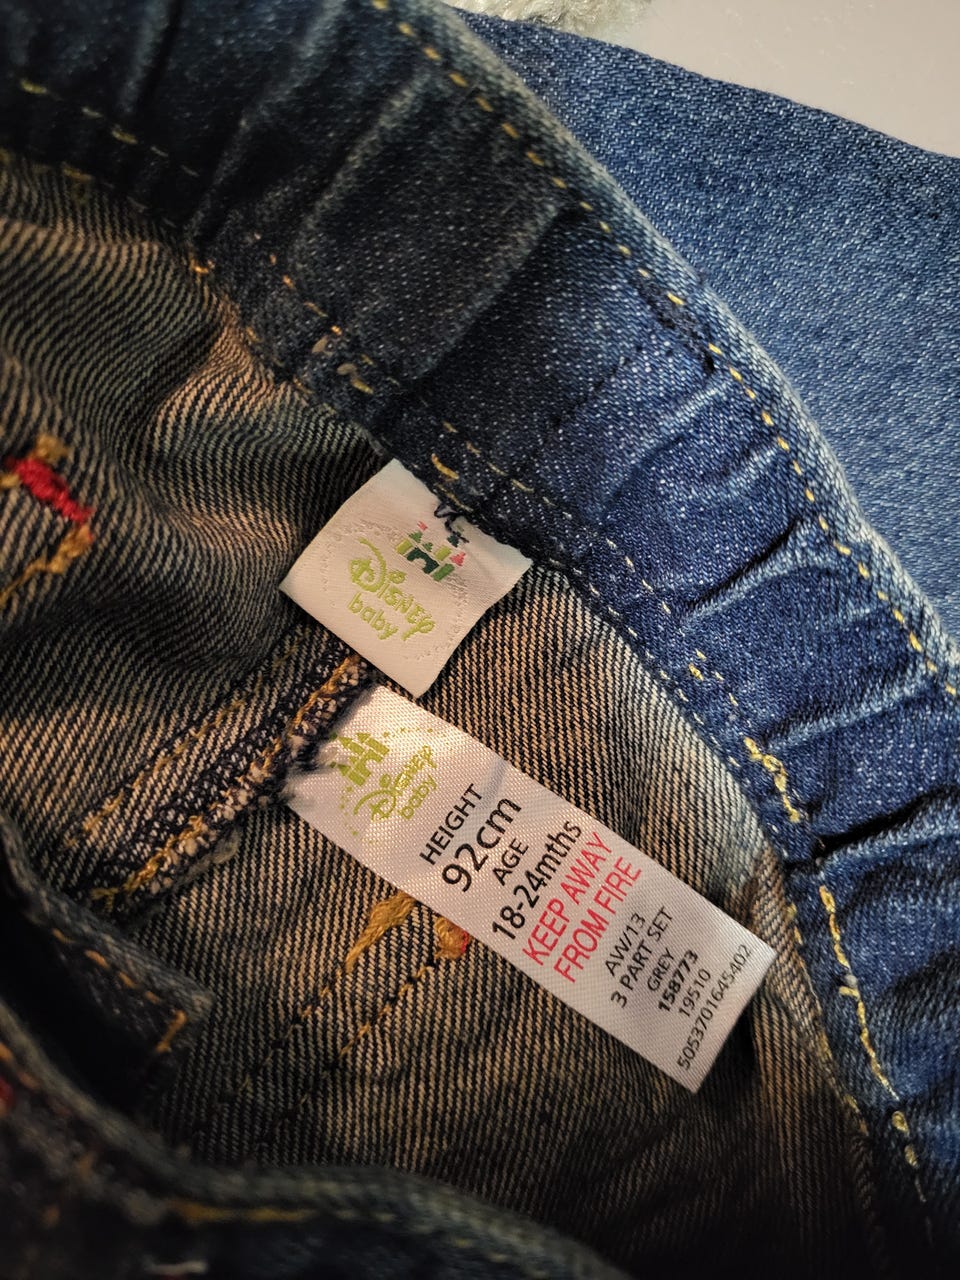 Disney
baby
Disney
baby
HEIGHT
92cm
AGE
18-24mths
KEEP AWAY
FROM FIRE
AW/13
3 PART SET
GREY
158773
19510
5053701645402